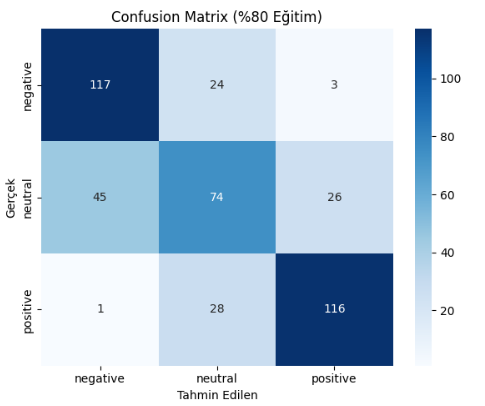 Confusion Matrix (%80 Eğitim)
negative
117
24
3
neutral
45
74
26
positive
1
28
116
Gerçek
negative
neutral
positive
Tahmin Edilen
100
80
60
40
20